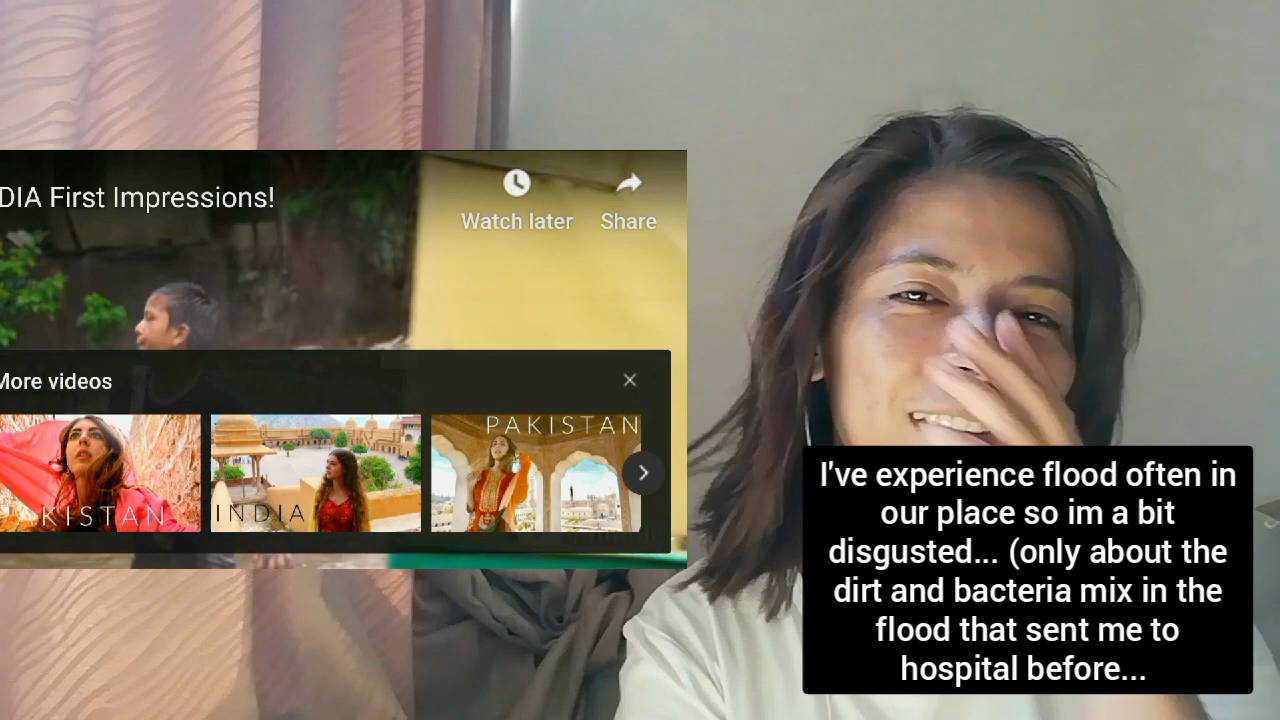 DIA First Impressions!
Watch later
Share
More videos
PAKISTAN
INDIA
PAKISTAN
I've experience flood often in
our place so im a bit
disgusted... (only about the
dirt and bacteria mix in the
flood that sent me to
hospital before...